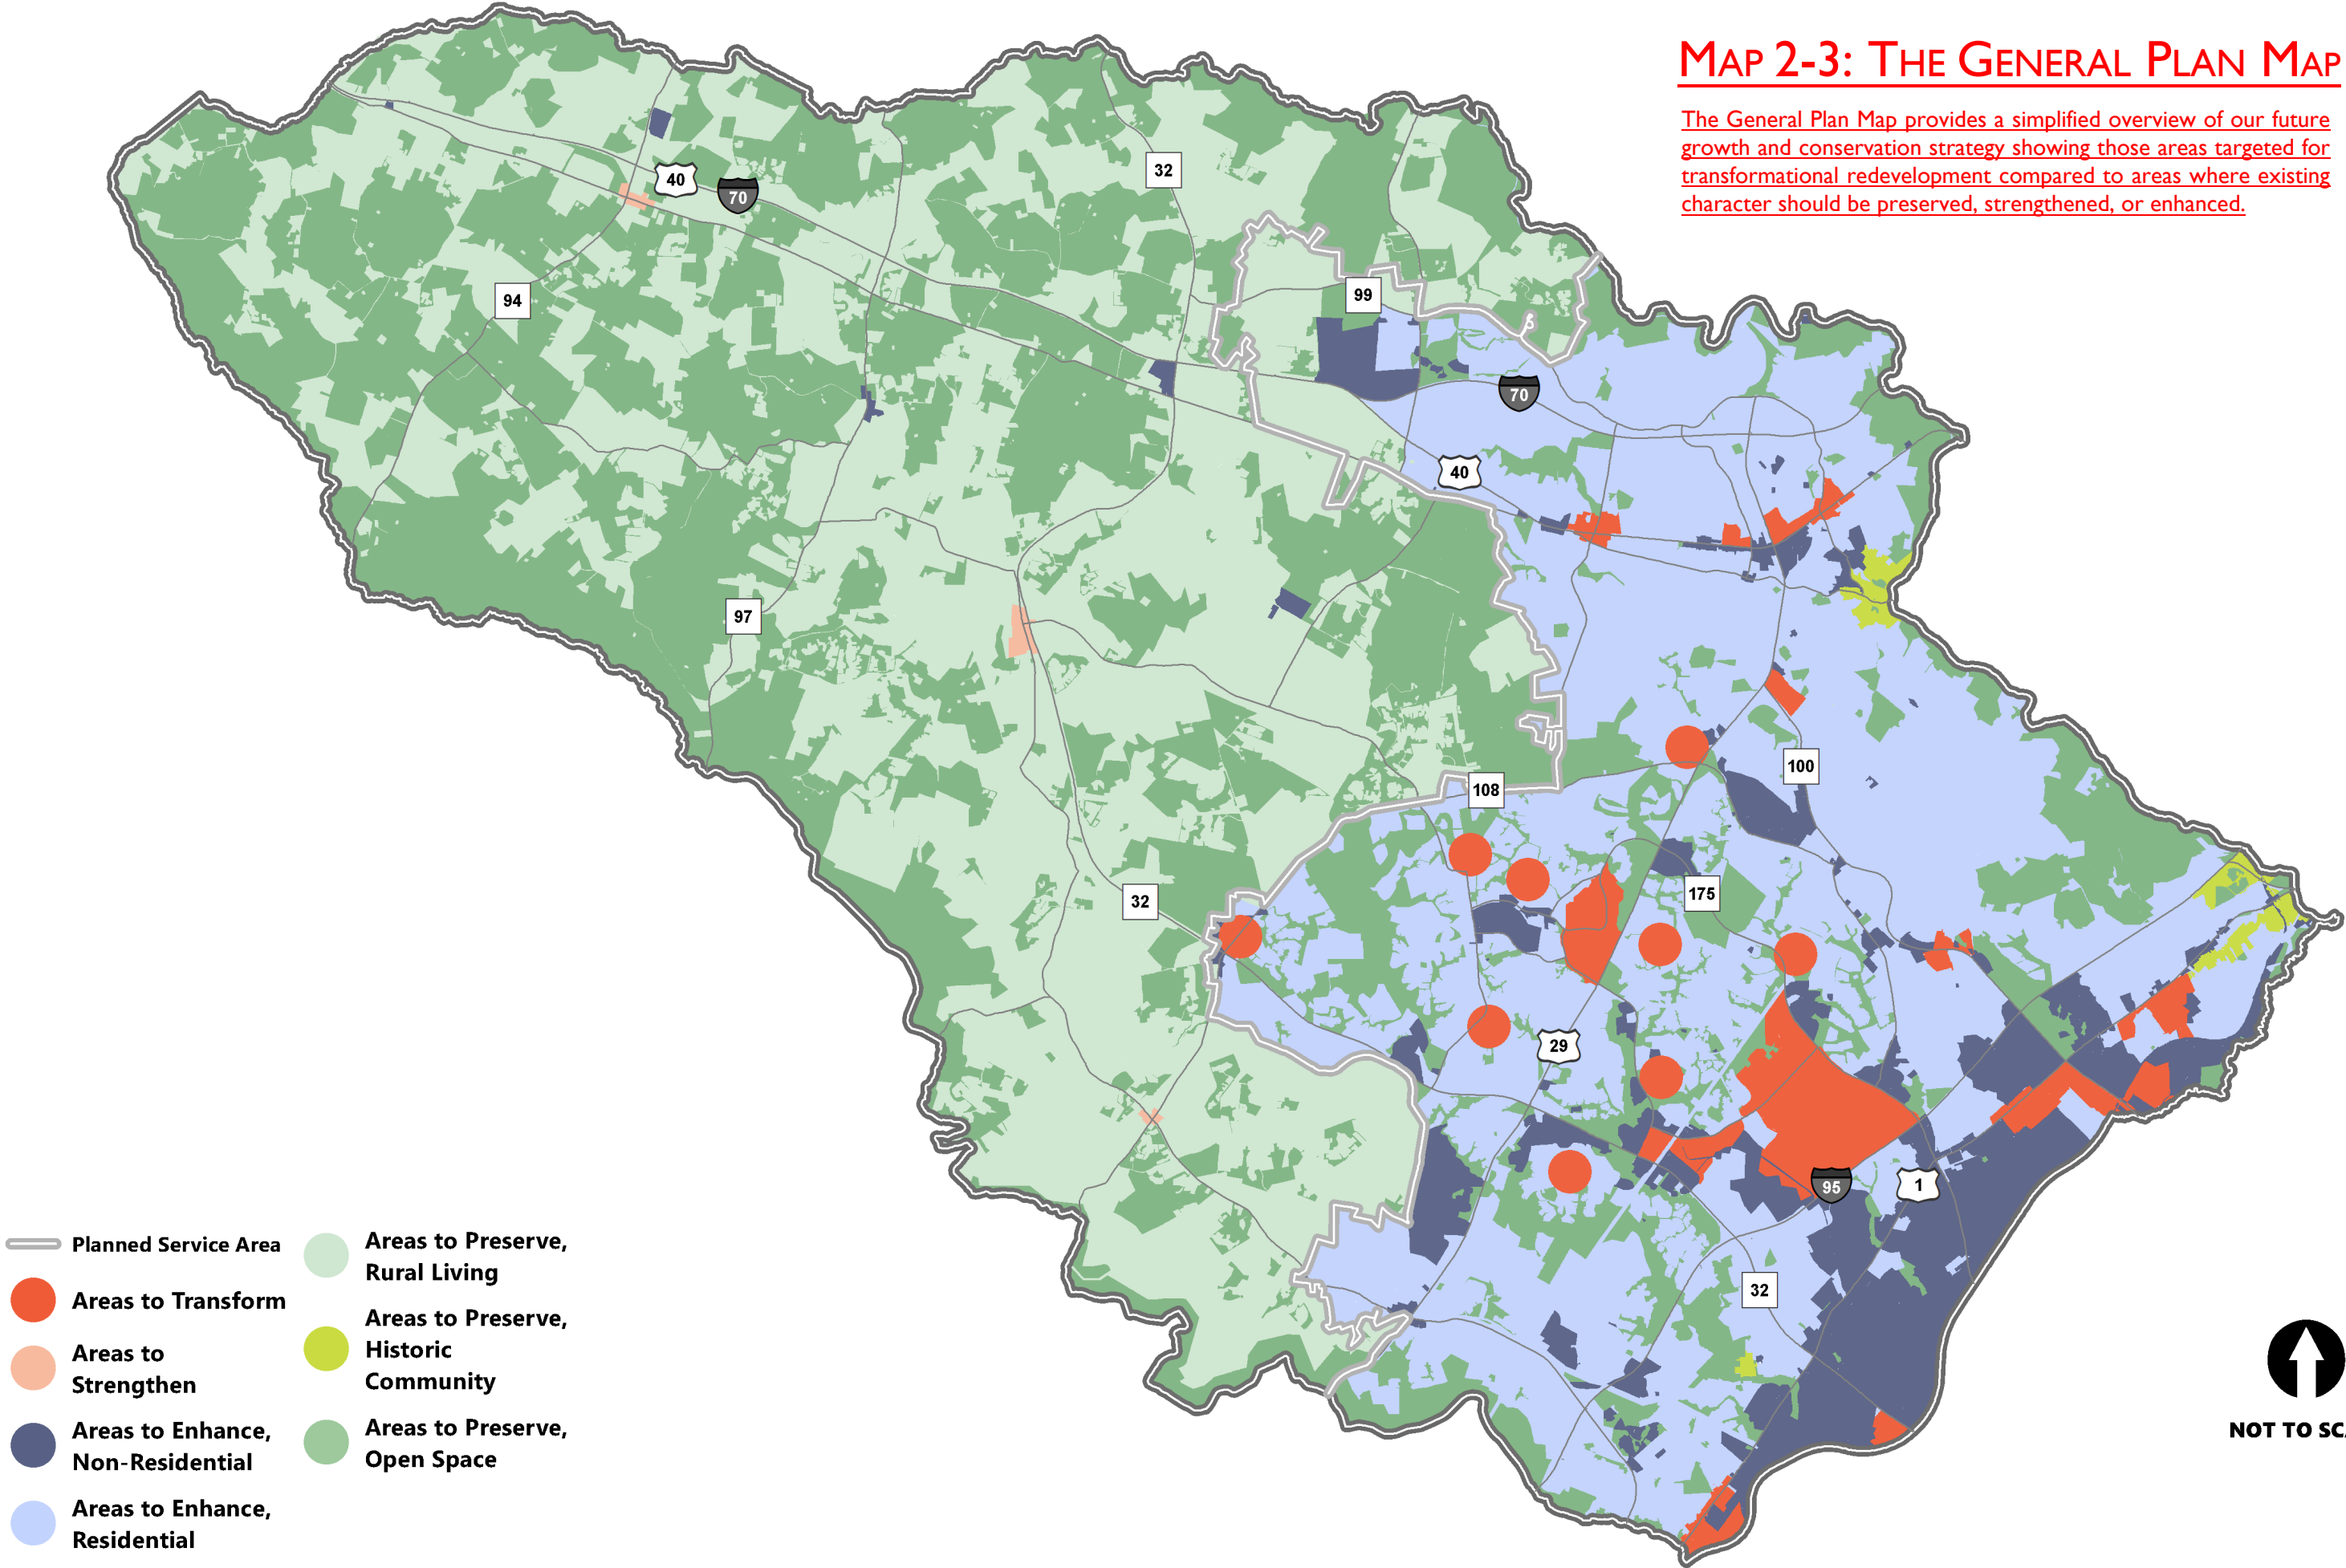 MAP 2-3: THE GENERAL PLAN MAP
The General Plan Map provides a simplified overview of our future
growth and conservation strategy showing those areas targeted for
transformational redevelopment compared to areas where existing
character should be preserved, strengthened, or enhanced.
32
40
70
94
99
70
40
97
100
108
32
175
29
95
1
32
Planned Service Area
Areas to Transform
Areas to
Strengthen
Areas to Enhance,
Non-Residential
Areas to Enhance,
Residential
Areas to Preserve,
Rural Living
Areas to Preserve,
Historic
Community
Areas to Preserve,
Open Space
NOT TO SC